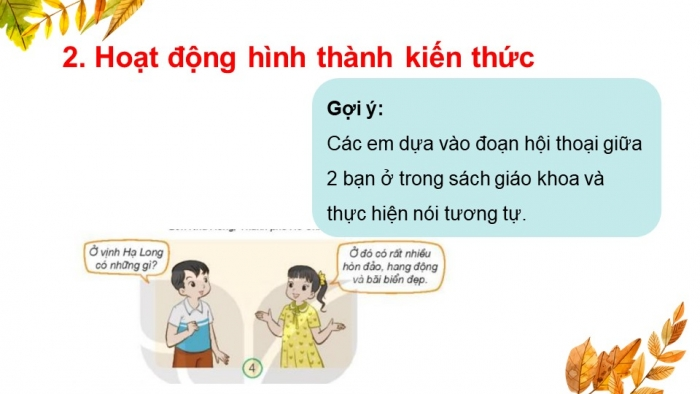 2. Hoạt động hình thành kiến thức
Gợi ý:
Các em dựa vào đoạn hội thoại giữa
2 bạn ở trong sách giáo khoa và
thực hiện nói tương tự.
Ở vịnh Hạ Long
có những gì?
Ở đó có rất nhiều
hòn đảo, hang động
và bãi biển đẹp.
4